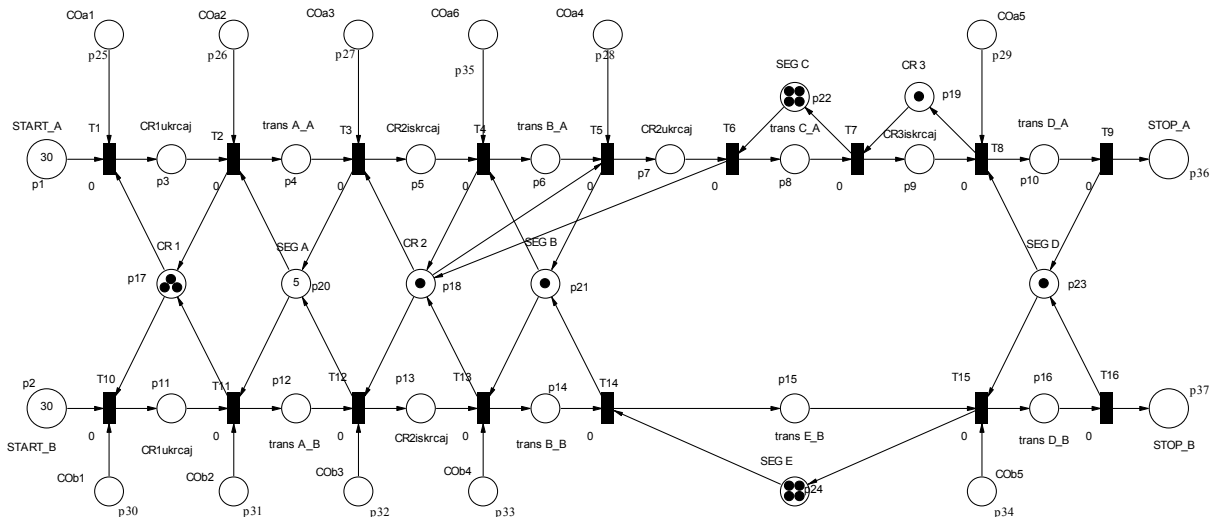 COa1
COa2
COa3
COa6
COa4
COa5
p25
p26
p27
p35
p28
p29
SEG C
CR 3
p22
p19
START_A
T1
CR1ukrcaj
T2
trans A_A
T3
CR2iskrcaj
T4
trans B_A
T5
CR2ukrcaj
T6
trans C_A
T7
CR3iskrcaj
T8
trans D_A
T9
STOP_A
30
p1
0
p3
0
p4
0
p5
0
p6
0
p7
0
p8
0
p9
0
p10
0
p36
CR 1
SEG A
CR 2
SEG B
SEG D
p17
5
p20
p18
p21
p23
p2
T10
p11
T11
p12
T12
p13
T13
p14
T14
p15
T15
p16
T16
p37
30
START_B
0
CR1ukrcaj
0
trans A_B
0
CR2iskrcaj
0
trans B_B
0
trans E_B
0
trans D_B
0
STOP_B
COb1
COb2
COb3
COb4
SEG E
COb5
p24
p30
p31
p32
p33
p34